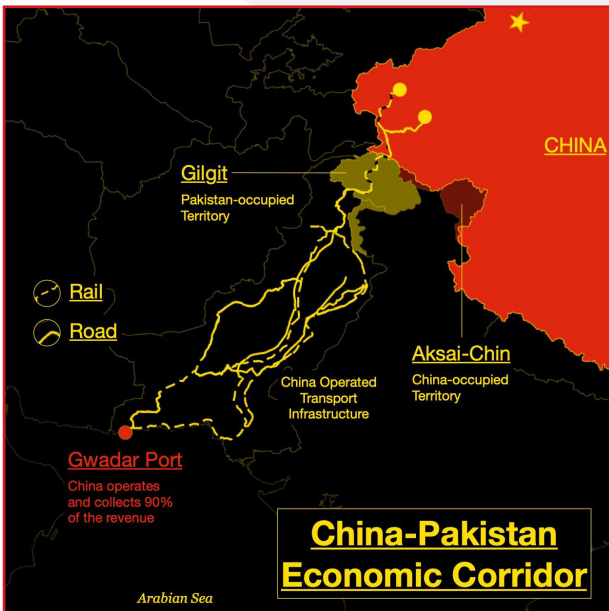 CHINA
Gilgit
Pakistan-occupied
Territory
Rail
Road
Aksai-Chin
China-occupied
Territory
China Operated
Transport
Infrastructure
Gwadar Port
China operates
and collects 90%
of the revenue
China-Pakistan
Economic Corridor
Arabian Sea